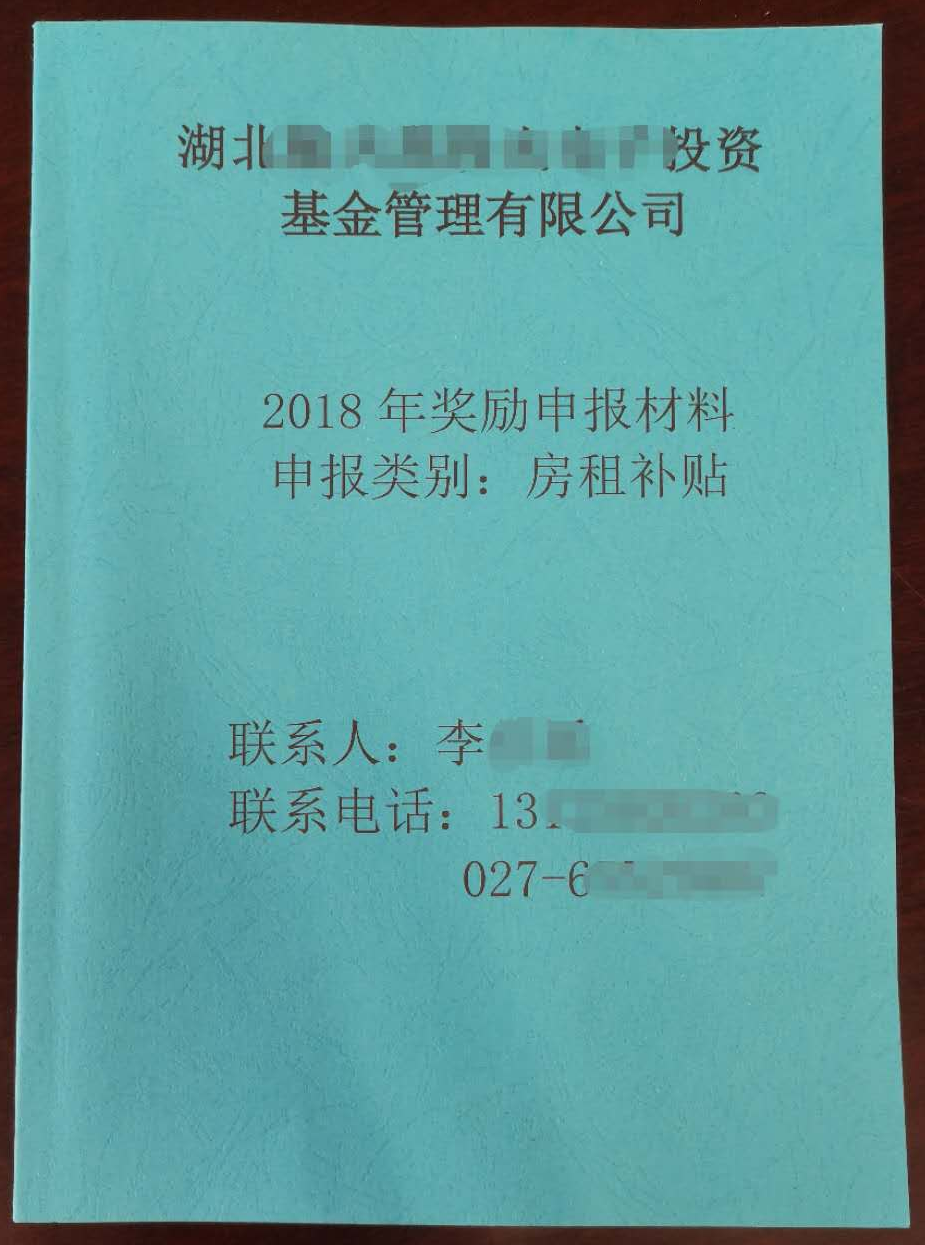 湖北投资
基金管理有限公司
2018年奖励申报材料
申报类别：房租补贴
联系人：李
联系电话：131
027-6